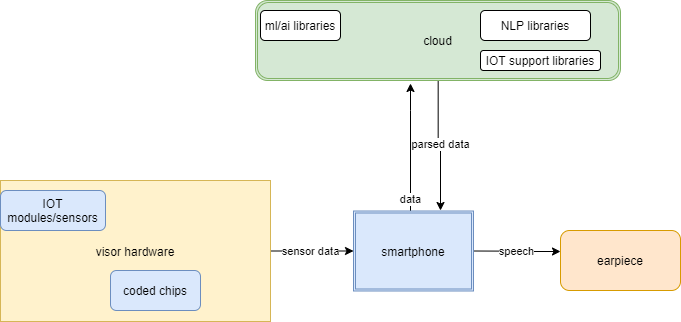 ml/ai libraries
NLP libraries
cloud
IOT support libraries
parsed data
data
IOT
modules/sensors
visor hardware
coded chips
sensor data
smartphone
speech
earpiece